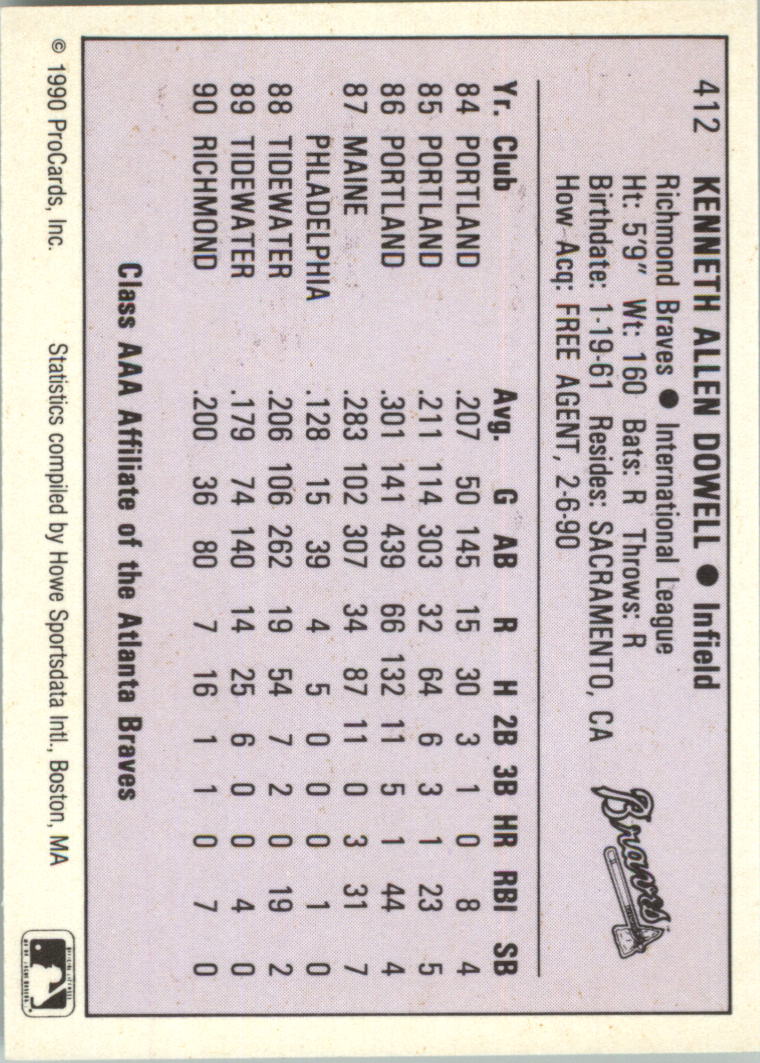 412 KENNETH ALLEN DOWELL ● Infield
Richmond Braves ● International League
Ht: 5'9" Wt: 160 Bats: R Throws: R
Birthdate: 1-19-61 Resides: SACRAMENTO, CA
How Acq: FREE AGENT, 2-6-90
Braves
Yr. Club Avg. G AB R H 2B 3B HR RBI SB
84 PORTLAND .207 50 145 15 30 3 1 0 8 4
85 PORTLAND .211 114 303 32 64 6 3 1 23 5
86 PORTLAND .301 141 439 66 132 11 5 1 44 4
87 MAINE .283 102 307 34 87 11 0 3 31 7
PHLADELPHIA .128 15 39 4 5 0 0 0 1 0
88 TIDEWATER .206 106 262 19 54 7 2 0 19 2
89 TIDEWATER .179 74 140 14 25 6 0 0 4 0
90 RICHMOND .200 36 80 7 16 1 1 0 7 0
Class AAA Affiliate of the Atlanta Braves
© 1990 ProCards, Inc. Statistics compiled by Howe Sportsdata Intl., Boston, MA